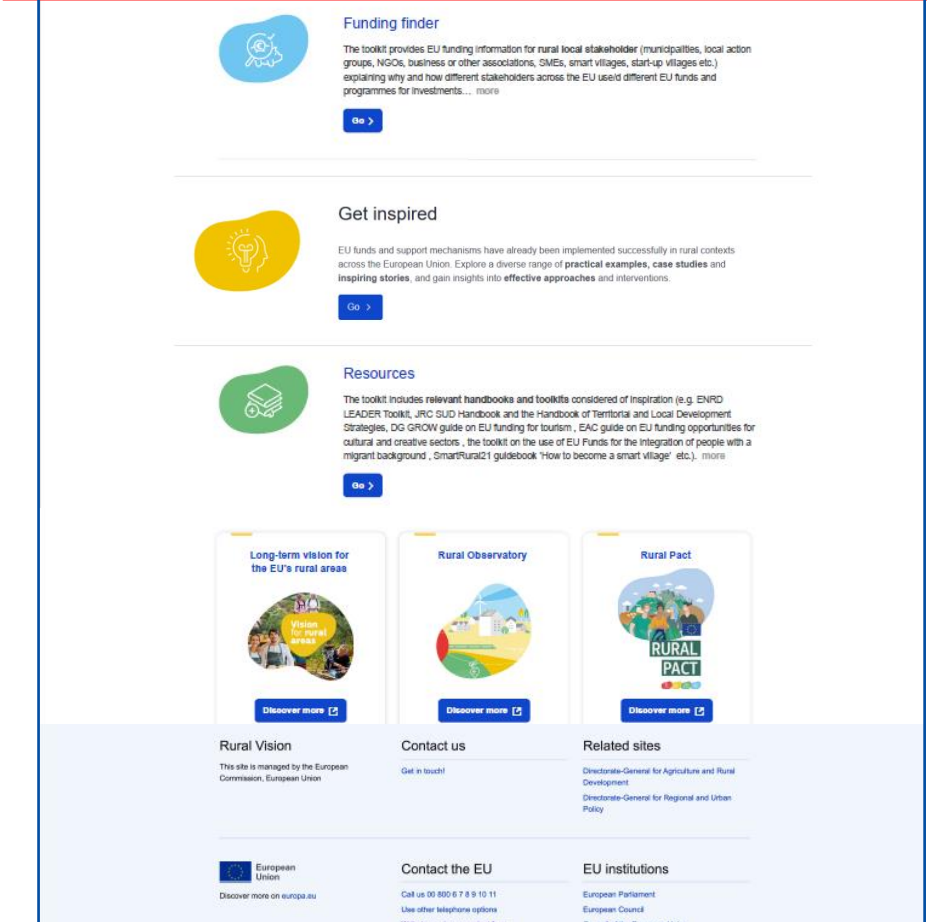 Funding finder
The toolkit provides EU funding information for rural local stakeholder (municipalities, local action
groups, NGOs, business or other associations, SMEs, smart villages, start-up villages etc.)
explaining why and how different stakeholders across the EU use/d different EU funds and
programmes for investments… more
Go >
Get inspired
EU funds and support mechanisms have already been implemented successfully in rural contexts
across the European Union. Explore a diverse range of practical examples, case studies and
inspiring stories, and gain insights into effective approaches and interventions.
Go >
Resources
The toolkit includes relevant handbooks and toolkits considered of inspiration (e.g. ENRD
LEADER Toolkit, JRC SUD Handbook and the Handbook of Territorial and Local Development
Strategies, DG GROW guide on EU funding for tourism , EAC guide on EU funding opportunities for
cultural and creative sectors , the toolkit on the use of EU Funds for the integration of people with a
migrant background , SmartRural21 guidebook 'How to become a smart village' etc.). more
Go >
Long-term vision for
the EU's rural areas
Vision
for rural
areas
Discover more
Rural Observatory
Discover more
Rural Pact
RURAL
PACT
Discover more
Rural Vision
This site is managed by the European
Commission, European Union
Contact us
Get in touch!
Related sites
Directorate-General for Agriculture and Rural
Development
Directorate-General for Regional and Urban
Policy
European
Union
Discover more on europa.eu
Contact the EU
Call us 00 800 6 7 8 9 10 11
Use other telephone options
EU institutions
European Parliament
European Council